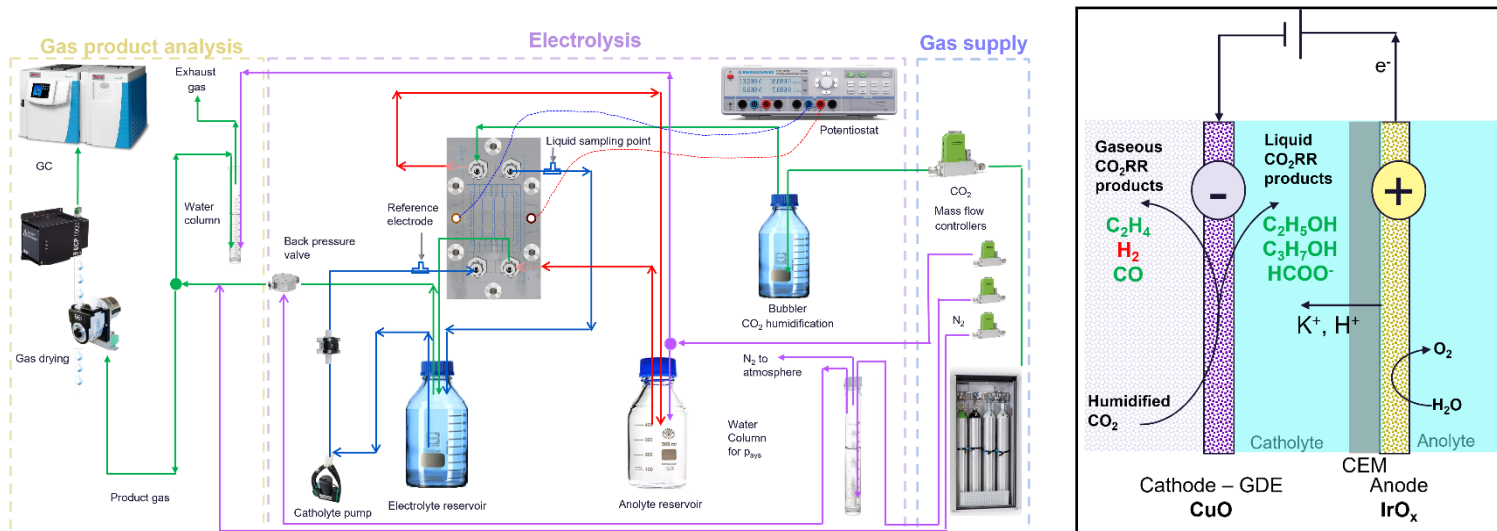 Gas product analysis
Electrolysis
Gas supply
Exhaust
gas
GC
Water
column
Gas drying
Product gas
Back pressure
valve
Reference
electrode
Liquid sampling point
Potentiostat
CO₂
Mass flow
controllers
N₂
Bubbler
CO₂ humidification
N₂ to
atmosphere
Water
Column
for pₛᵧₛ
Catholyte pump
Electrolyte reservoir
Anolyte reservoir
e⁻
Gaseous
CO₂RR
products
C₂H₄
H₂
CO
Liquid
CO₂RR
products
C₂H₅OH
C₃H₇OH
HCOO⁻
-
+
K⁺, H⁺
O₂
H₂O
Humidified
CO₂
Catholyte
Anolyte
CEM
Cathode – GDE
CuO
Anode
IrOₓ